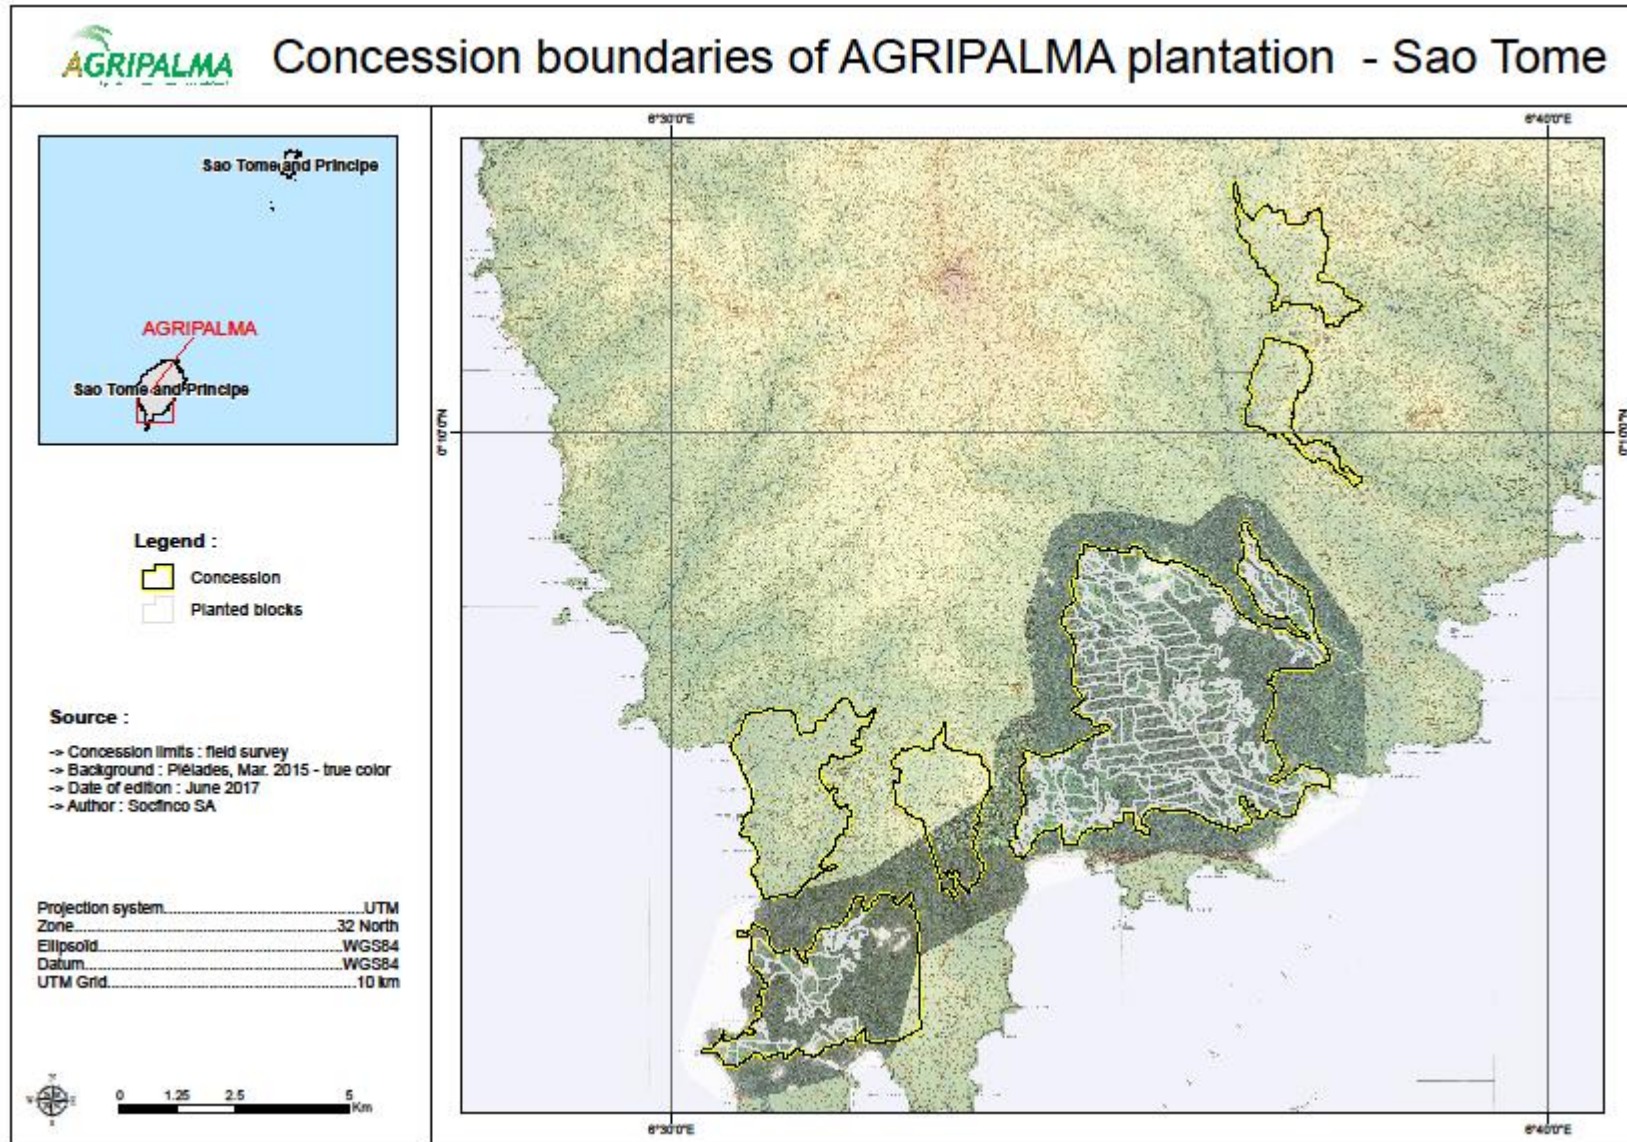 AGRIPALMA
Concession boundaries of AGRIPALMA plantation - Sao Tome
Sao Tome and Principe
AGRIPALMA
Sao Tome and Principe
Legend :
Concession
Planted blocks
Source :
-> Concession limits : field survey
-> Background : Pléiades, Mar. 2015 - true color
-> Date of edition : June 2017
-> Author : Socfinco SA
Projection system UTM
Zone 32 North
Ellipsoïd WGS84
Datum WGS84
UTM Grid 10 km
0 1.25 2.5 5
Km
6°30'0"E
6°40'0"E
0°10'0"N
0°10'0"N
6°30'0"E
6°40'0"E